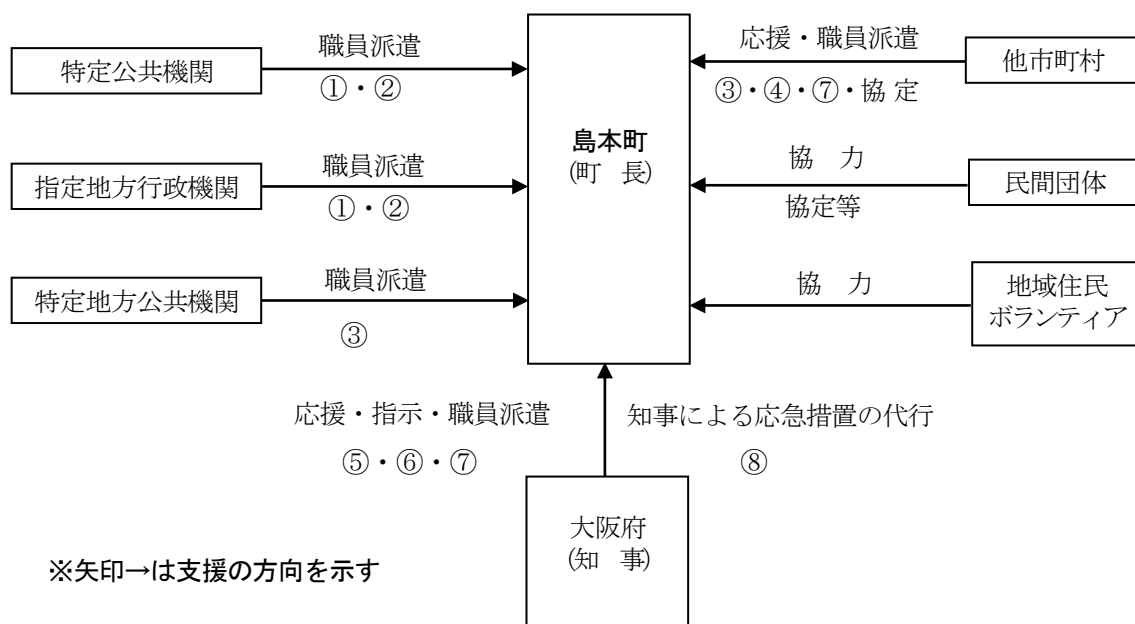 職員派遣
特定公共機関
①・②
応援・職員派遣
他市町村
③・④・⑦・協 定
島本町
(町 長)
職員派遣
指定地方行政機関
①・②
協 力
民間団体
協定等
職員派遣
特定地方公共機関
③
協 力
地域住民
ボランティア
応援・指示・職員派遣
⑤・⑥・⑦
知事による応急措置の代行
⑧
大阪府
(知 事)
※矢印→は支援の方向を示す